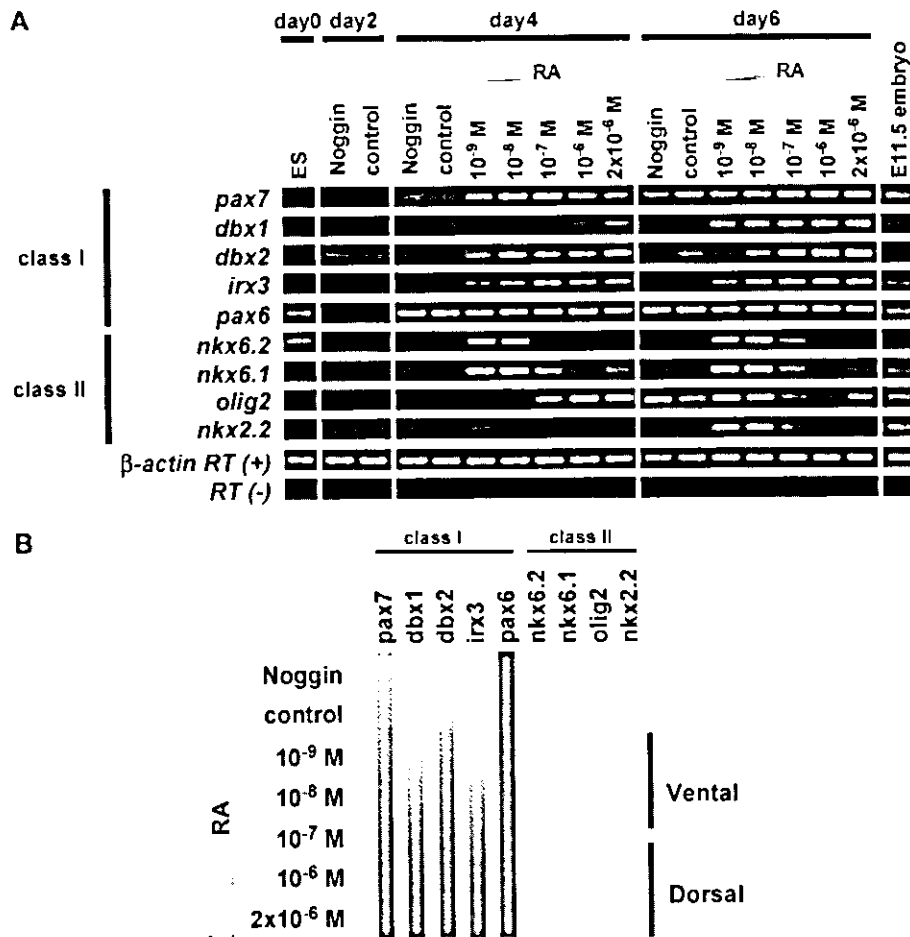 A
day0 day2 day4 day6
RA RA
ES Noggin control Noggin control 10⁻⁹ M 10⁻⁸ M 10⁻⁷ M 10⁻⁶ M 2x10⁻⁶ M Noggin control 10⁻⁹ M 10⁻⁸ M 10⁻⁷ M 10⁻⁶ M 2x10⁻⁶ M E11.5 embryo
class I
pax7
dbx1
dbx2
irx3
pax6
class II
nkx6.2
nkx6.1
olig2
nkx2.2
β-actin RT (+)
RT (-)
B
class I class II
pax7 dbx1 dbx2 irx3 pax6 nkx6.2 nkx6.1 olig2 nkx2.2
Noggin
control
RA
10⁻⁹ M
10⁻⁸ M
10⁻⁷ M
10⁻⁶ M
2x10⁻⁶ M
Vental
Dorsal